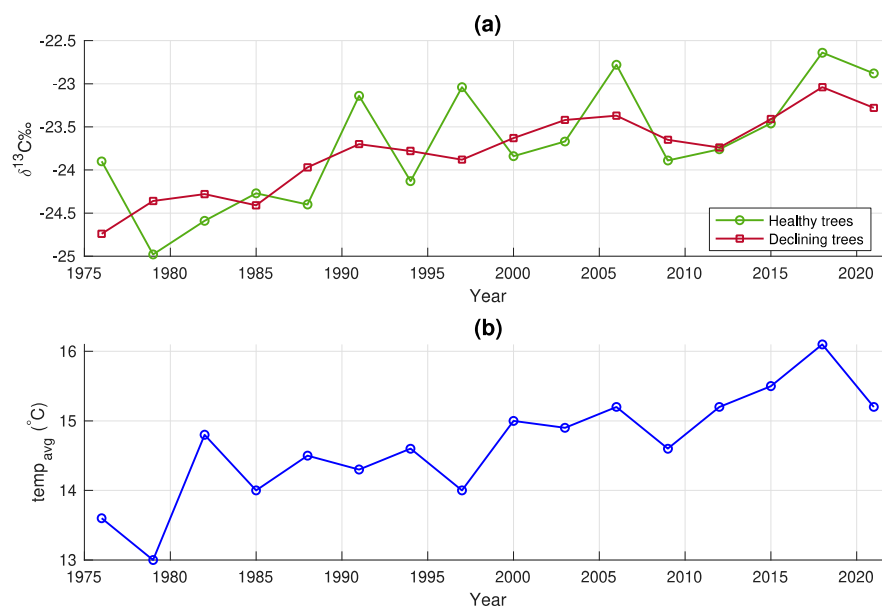 (a)
-22.5
-23
-23.5
-24
-24.5
-25
δ¹³C‰
Healthy trees
Declining trees
1975 1980 1985 1990 1995 2000 2005 2010 2015 2020
Year
(b)
16
15
14
13
temp avg (°C)
1975 1980 1985 1990 1995 2000 2005 2010 2015 2020
Year